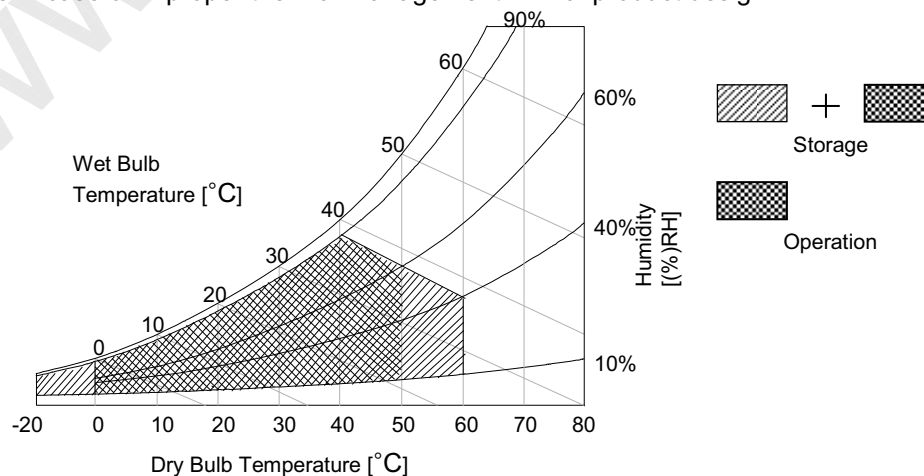 90%
60
60%
50
Wet Bulb
Temperature [°C]
Storage
40
40%
Humidity
[(%)RH]
Operation
30
20
10
0
10%
-20 0 10 20 30 40 50 60 70 80
Dry Bulb Temperature [°C]